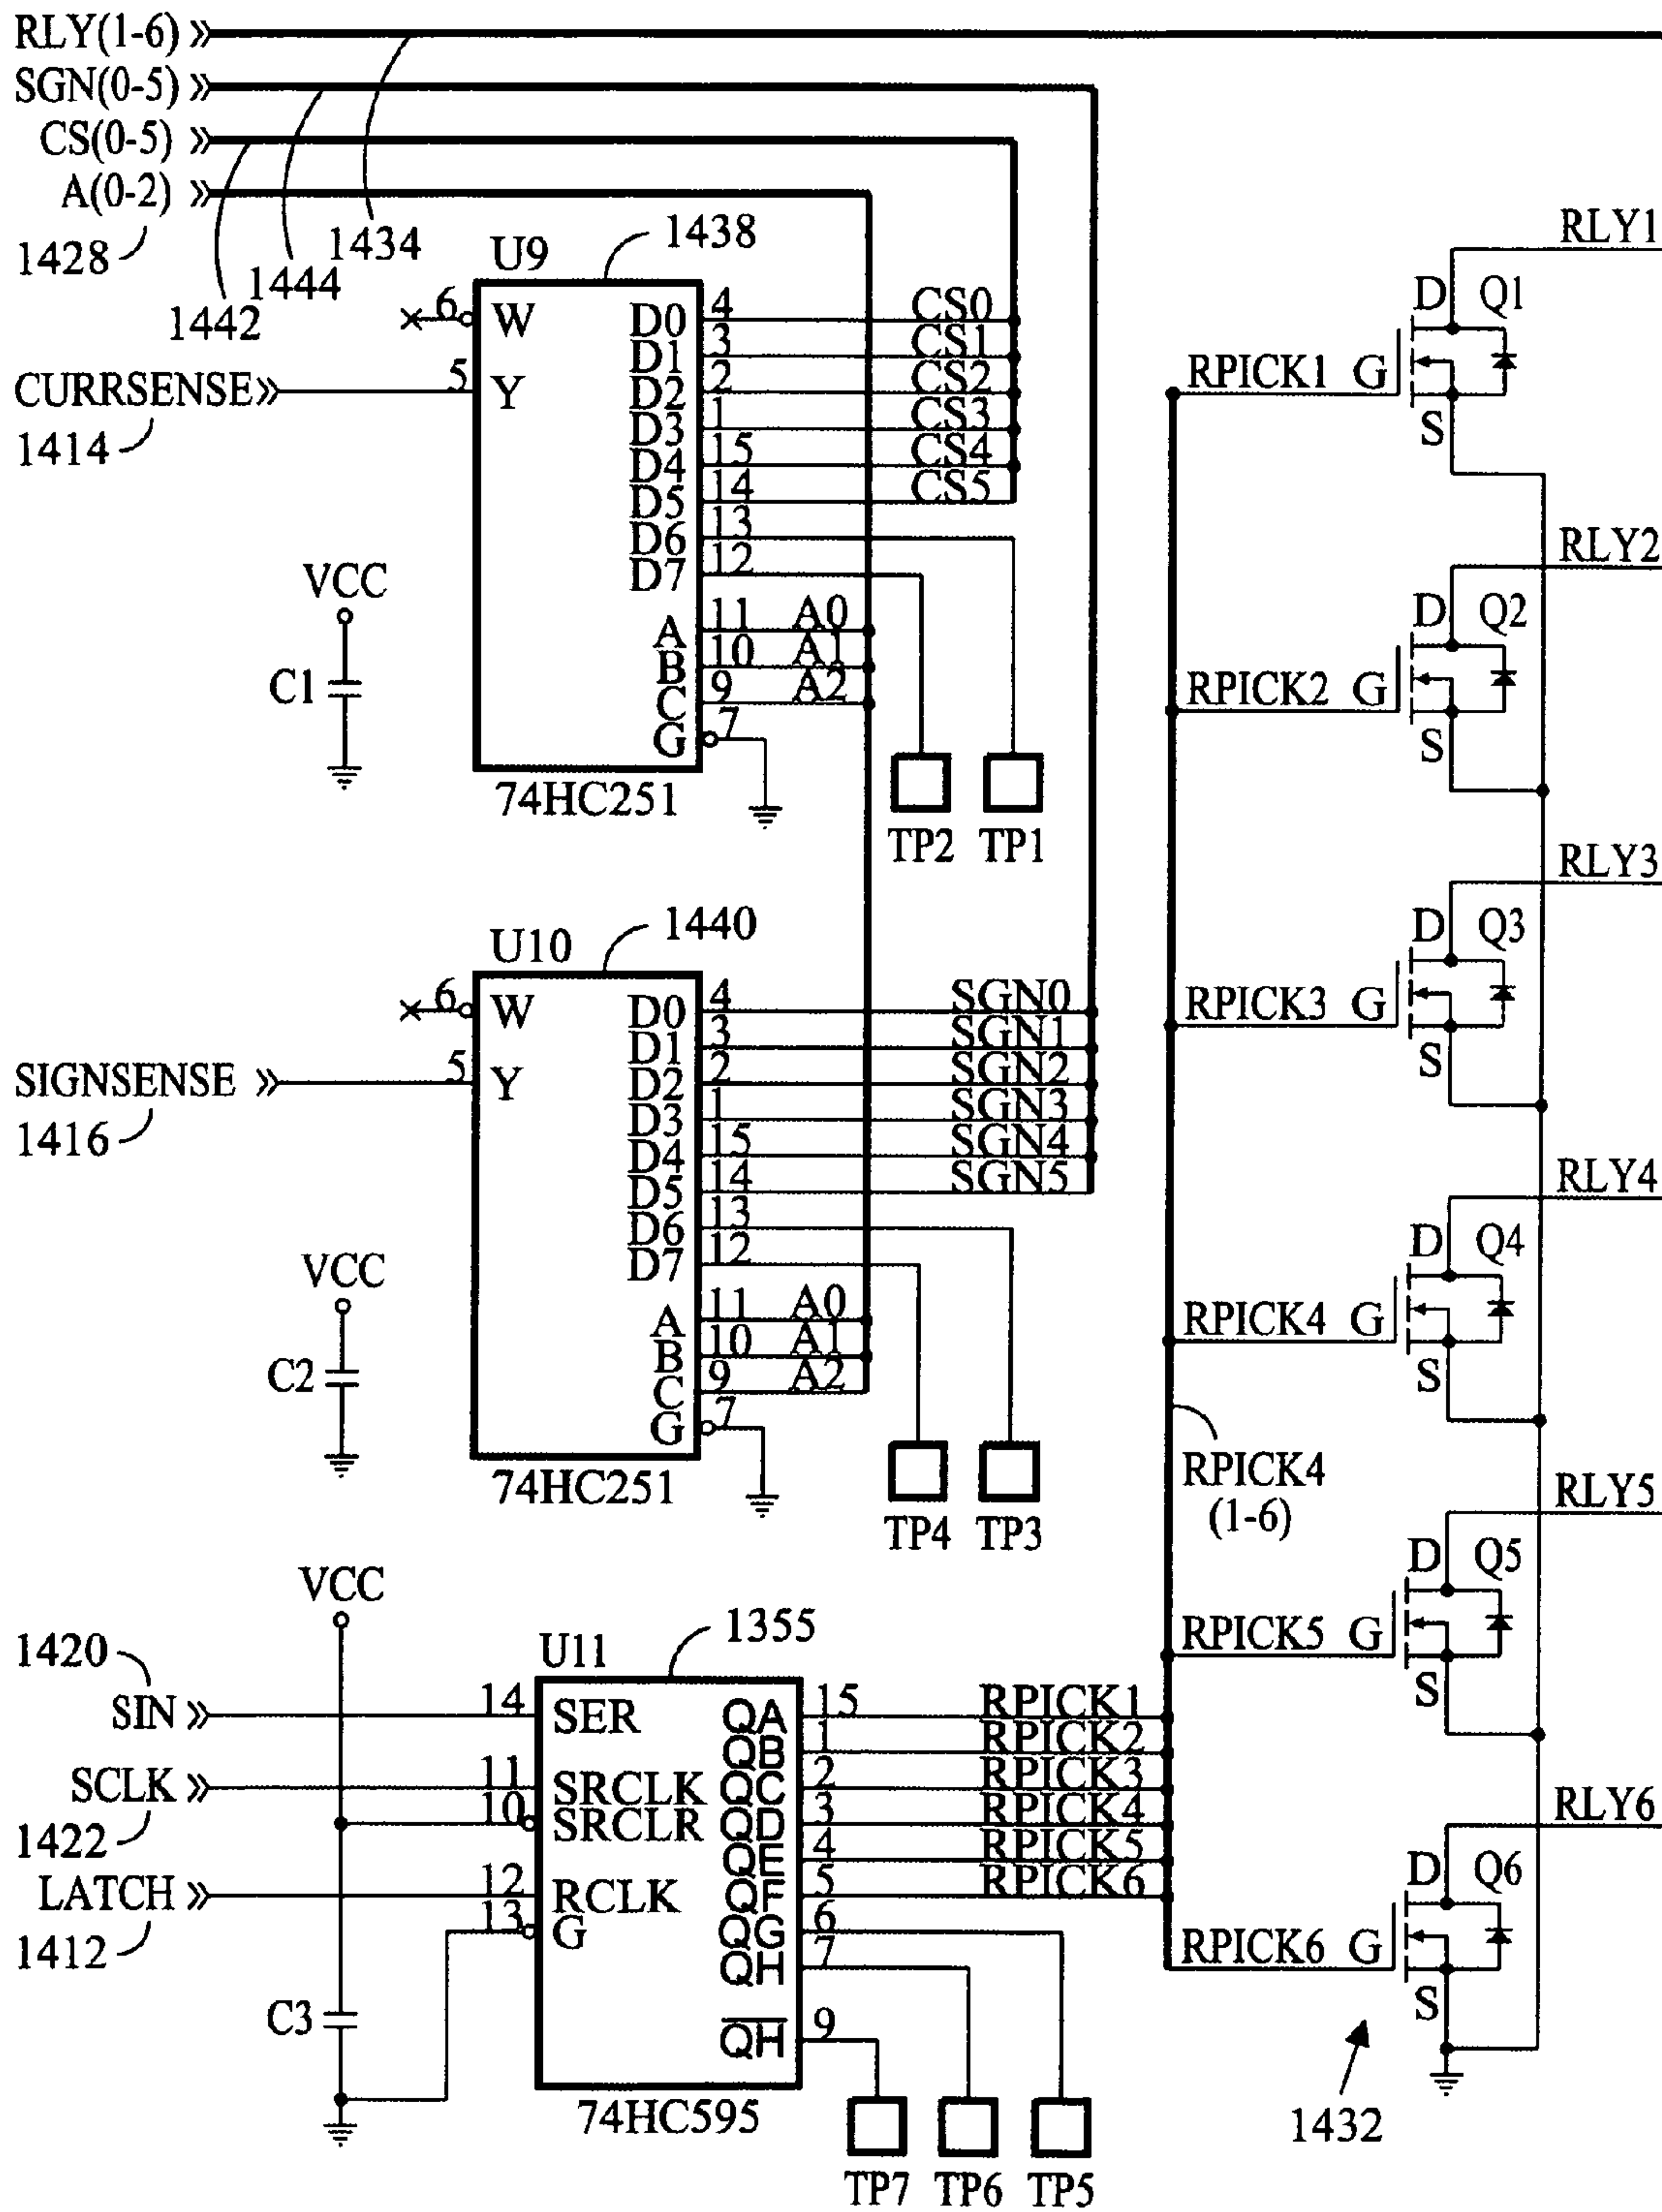 RLY(1-6)
SGN(0-5)
CS(0-5)
A(0-2)
1428
1442
1444
1434
U9
1438
6
W
5
Y
CURRSENSE
1414
D0 4 CS0
D1 3 CS1
D2 2 CS2
D3 1 CS3
D4 15 CS4
D5 14 CS5
D6 13
D7 12
A 11 A0
B 10 A1
C 9 A2
G 7
74HC251
VCC
C1
TP2
TP1
U10
1440
6
W
5
Y
SIGNSENSE
1416
D0 4 SGN0
D1 3 SGN1
D2 2 SGN2
D3 1 SGN3
D4 15 SGN4
D5 14 SGN5
D6 13
D7 12
A 11 A0
B 10 A1
C 9 A2
G 7
74HC251
VCC
C2
TP4
TP3
VCC
U11
1355
1420
SIN
14 SER
SCLK
11 SRCLK
1422
10 SRCLR
LATCH
12 RCLK
1412
13 G
C3
QA 15 RPICK1
QB 1 RPICK2
QC 2 RPICK3
QD 3 RPICK4
QE 4 RPICK5
QF 5 RPICK6
QG 6
QH 7
QH 9
74HC595
TP7
TP6
TP5
RLY1
D Q1
RPICK1 G
S
RLY2
D Q2
RPICK2 G
S
RLY3
D Q3
RPICK3 G
S
RLY4
D Q4
RPICK4 G
S
RPICK4
(1-6)
RLY5
D Q5
RPICK5 G
S
RLY6
D Q6
RPICK6 G
S
1432